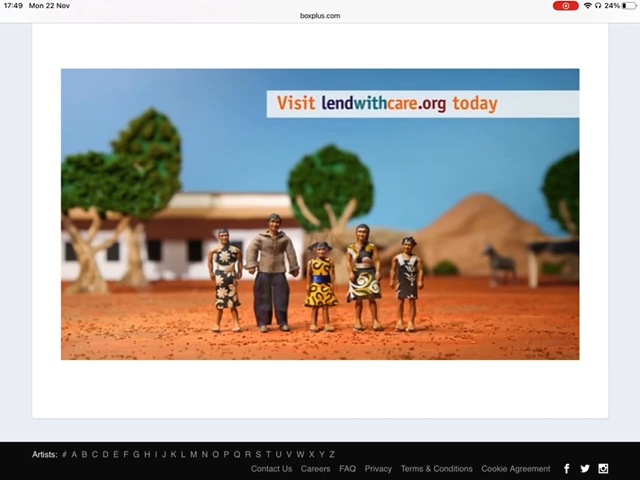 17:49 Mon 22 Nov
24%
boxplus.com
Visit lendwithcare.org today
Artists: # A B C D E F G H I J K L M N O P Q R S T U V W X Y Z
Contact Us Careers FAQ Privacy Terms & Conditions Cookie Agreement